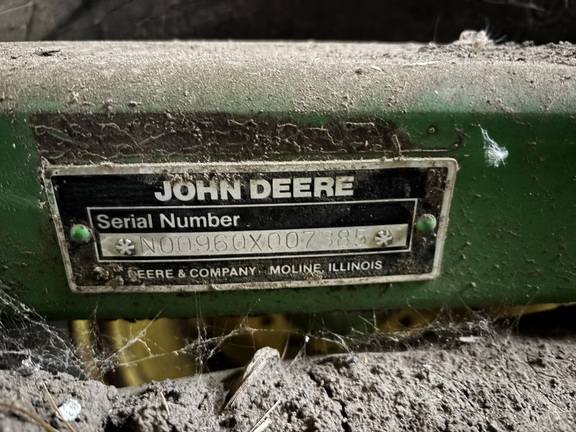 JOHN DEERE
Serial Number
*N00960X007385*
DEERE & COMPANY MOLINE, ILLINOIS